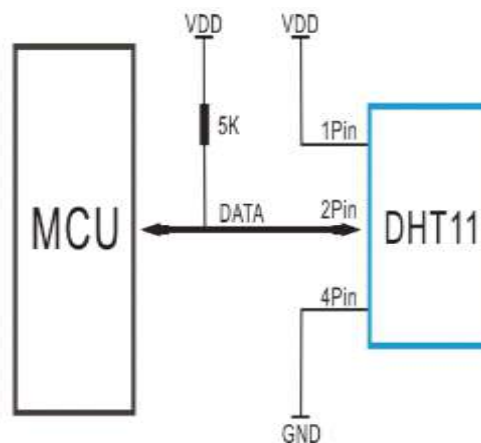 VDD VDD
5K
1Pin
MCU
DATA
2Pin
DHT11
4Pin
GND